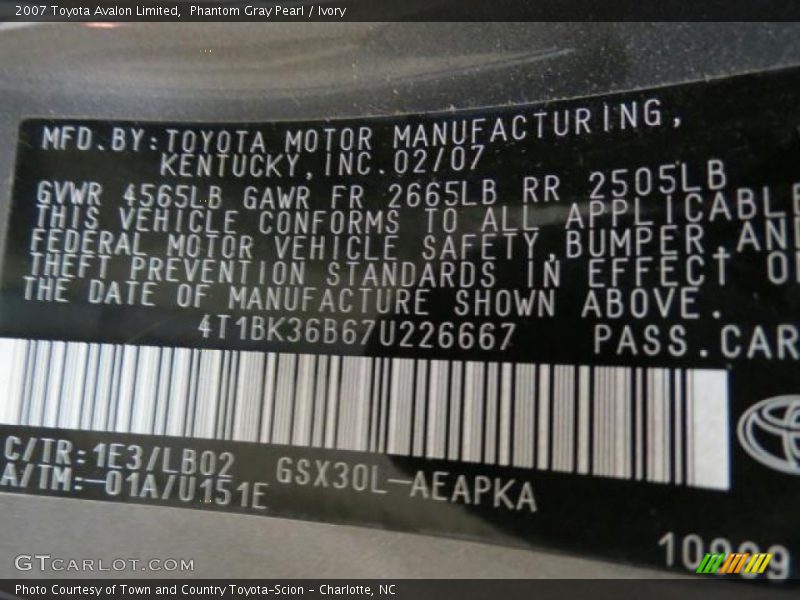 2007 Toyota Avalon Limited, Phantom Gray Pearl / Ivory
MFD.BY:TOYOTA MOTOR MANUFACTURING,
KENTUCKY,INC.02/07
GVWR 4565LB GAWR FR 2665LB RR 2505LB
THIS VEHICLE CONFORMS TO ALL APPLICABLE
FEDERAL MOTOR VEHICLE SAFETY,BUMPER,AND
THEFT PREVENTION STANDARDS IN EFFECT O
THE DATE OF MANUFACTURE SHOWN ABOVE.
4T1BK36B67U226667 PASS.CAR
C/TR:1E3/LB02 GSX30L-AEAPKA
A/TM:-01A/U151E
GTCARLOT.COM
Photo Courtesy of Town and Country Toyota-Scion - Charlotte, NC